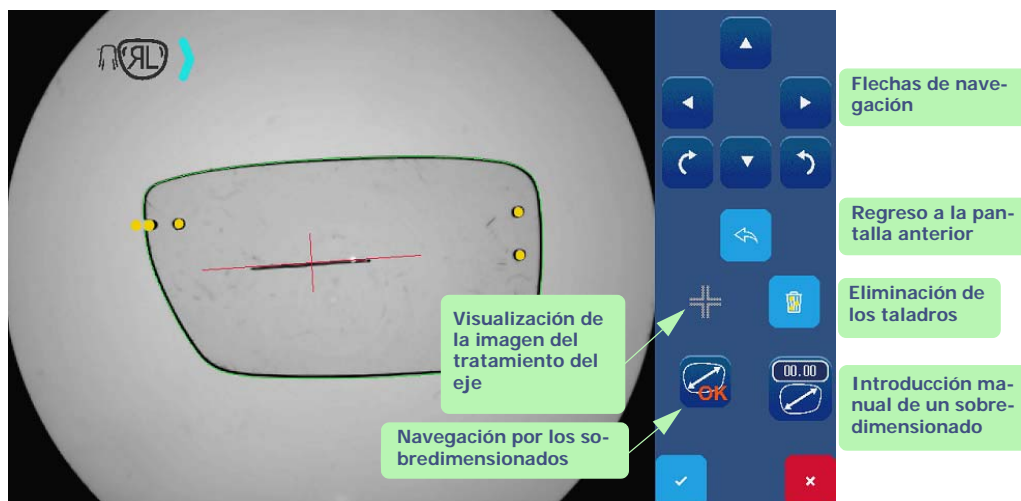 RL
Flechas de nave-
gación
Regreso a la pan-
talla anterior
Eliminación de
los taladros
Visualización de
la imagen del
tratamiento del
eje
OK
00.00
Introducción ma-
nual de un sobre-
dimensionado
Navegación por los so-
bredimensionados